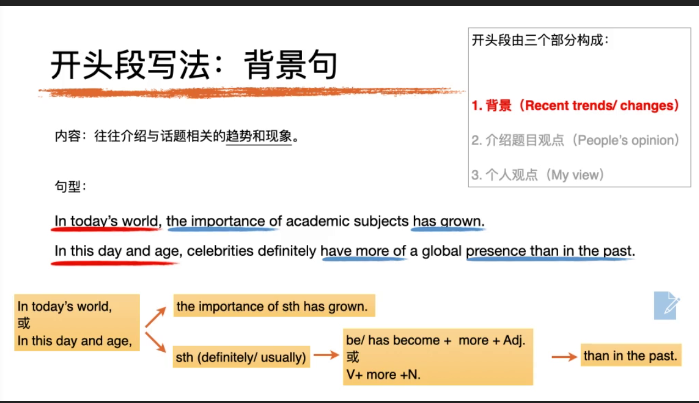 开头段写法：背景句
开头段由三个部分构成：
1. 背景（Recent trends/ changes）
2. 介绍题目观点（People's opinion）
3. 个人观点（My view）
内容：往往介绍与话题相关的趋势和现象。
句型：
In today's world, the importance of academic subjects has grown.
In this day and age, celebrities definitely have more of a global presence than in the past.
In today's world,
或
In this day and age,
the importance of sth has grown.
sth (definitely/ usually)
be/ has become + more + Adj.
或
V+ more +N.
than in the past.